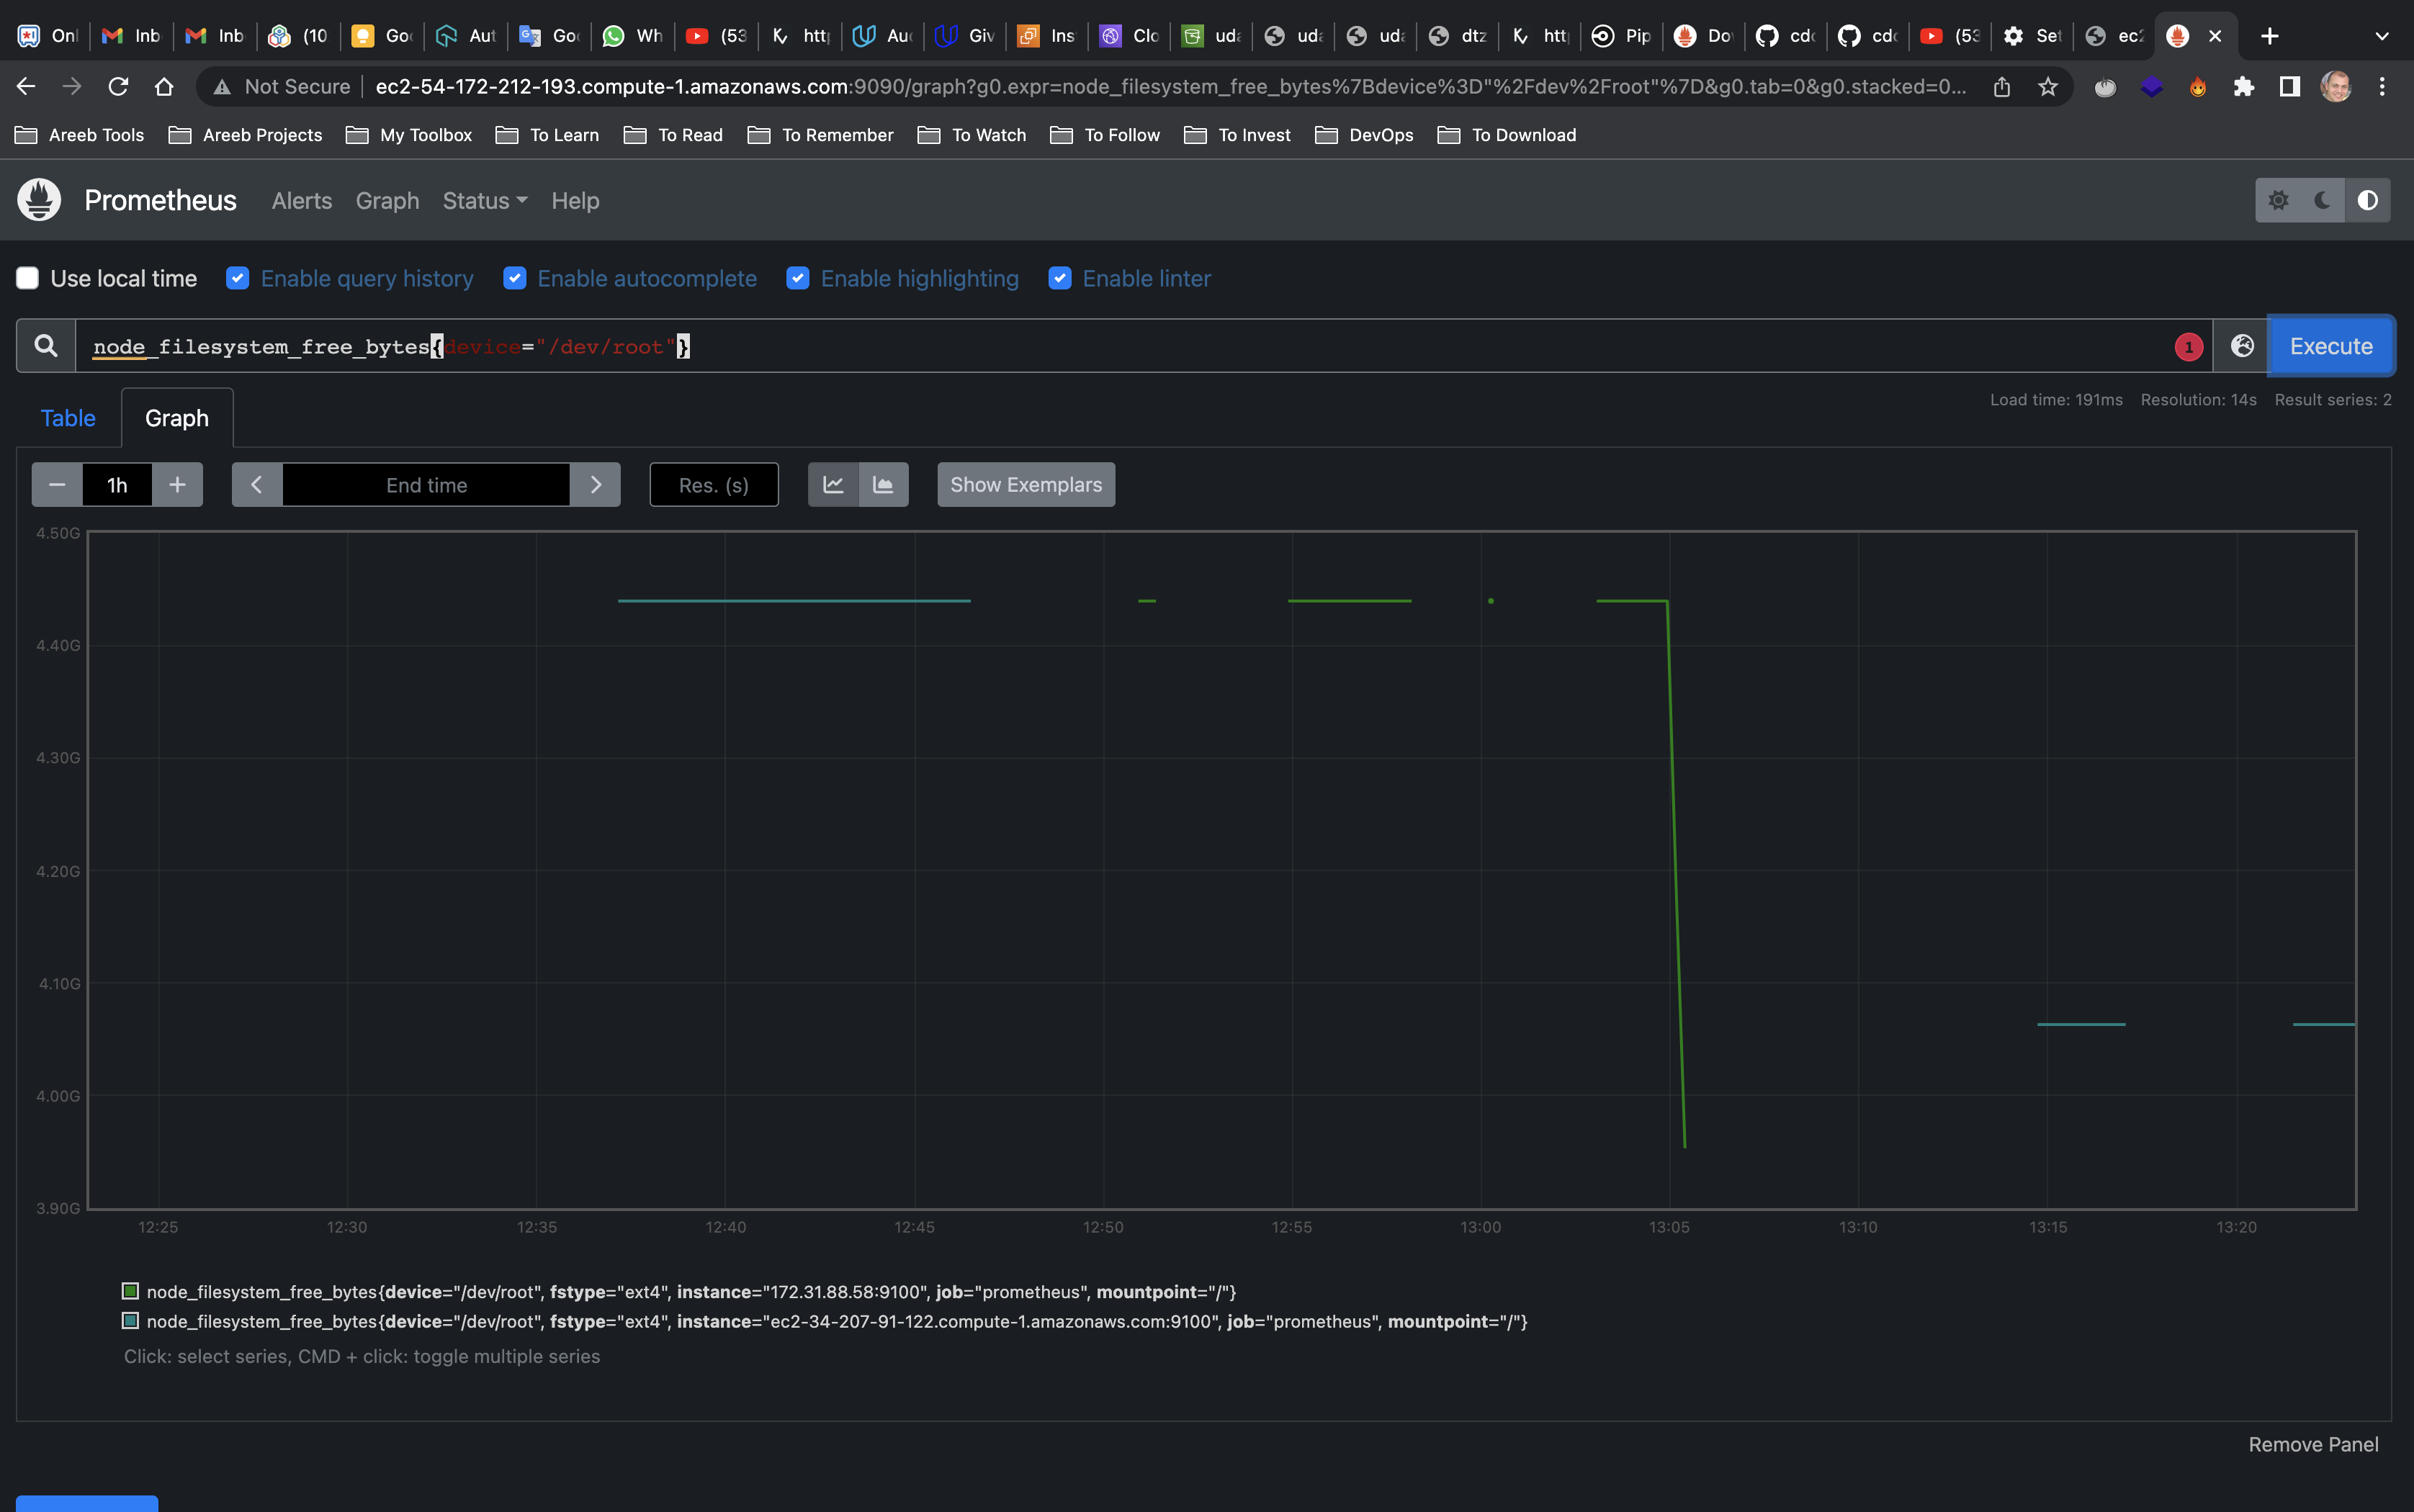 Onl Inb Inb (10 Goo Aut Goo Wh (53 http Auc Giv Ins Clo uda uda uda dtz http Pip Dow cdc cdc (53 Set ec2
Not Secure ec2-54-172-212-193.compute-1.amazonaws.com:9090/graph?g0.expr=node_filesystem_free_bytes%7Bdevice%3D"%2Fdev%2Froot"%7D&g0.tab=0&g0.stacked=0...
Areeb Tools Areeb Projects My Toolbox To Learn To Read To Remember To Watch To Follow To Invest DevOps To Download
Prometheus Alerts Graph Status Help
Use local time Enable query history Enable autocomplete Enable highlighting Enable linter
node_filesystem_free_bytes{device="/dev/root"} 1 Execute
Load time: 191ms Resolution: 14s Result series: 2
Table Graph
1h End time Res. (s) Show Exemplars
4.50G
4.40G
4.30G
4.20G
4.10G
4.00G
3.90G
12:25 12:30 12:35 12:40 12:45 12:50 12:55 13:00 13:05 13:10 13:15 13:20
node_filesystem_free_bytes{device="/dev/root", fstype="ext4", instance="172.31.88.58:9100", job="prometheus", mountpoint="/"}
node_filesystem_free_bytes{device="/dev/root", fstype="ext4", instance="ec2-34-207-91-122.compute-1.amazonaws.com:9100", job="prometheus", mountpoint="/"}
Click: select series, CMD + click: toggle multiple series
Remove Panel